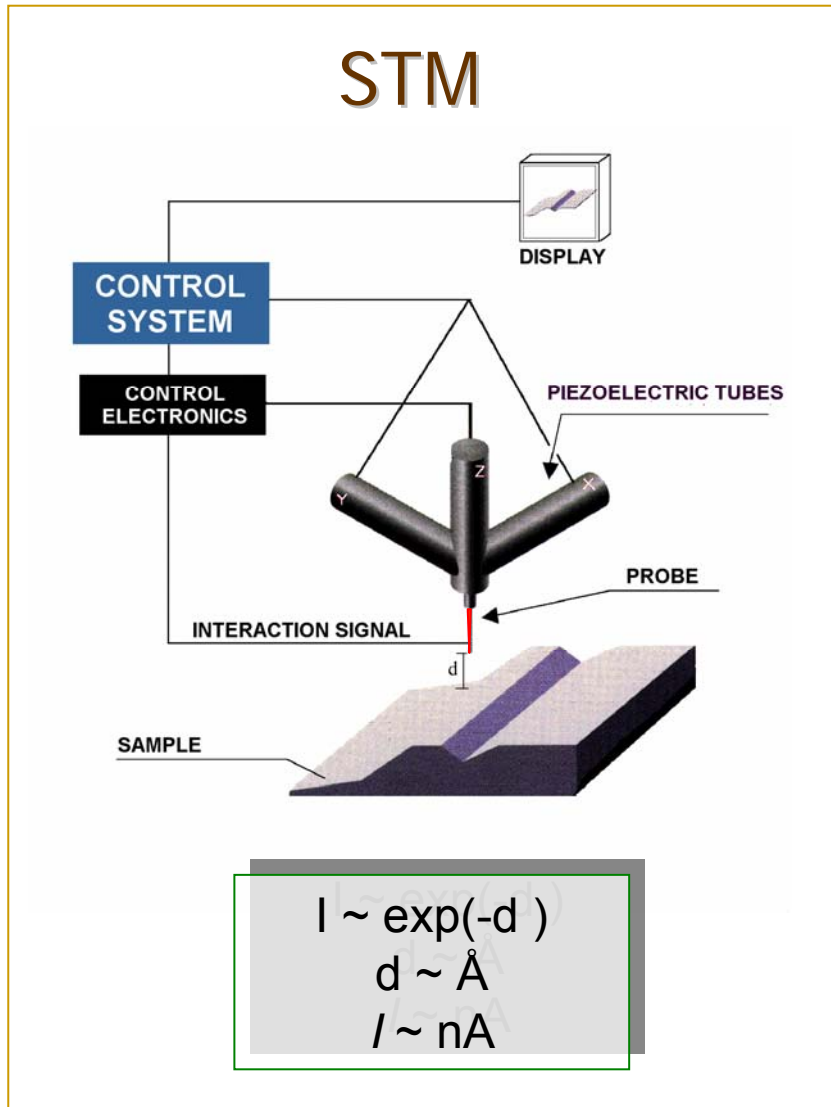 STM
DISPLAY
CONTROL
SYSTEM
CONTROL
ELECTRONICS
PIEZOELECTRIC TUBES
Z
Y
X
PROBE
INTERACTION SIGNAL
d
SAMPLE
I ~ exp(-d )
d ~ Å
I ~ nA